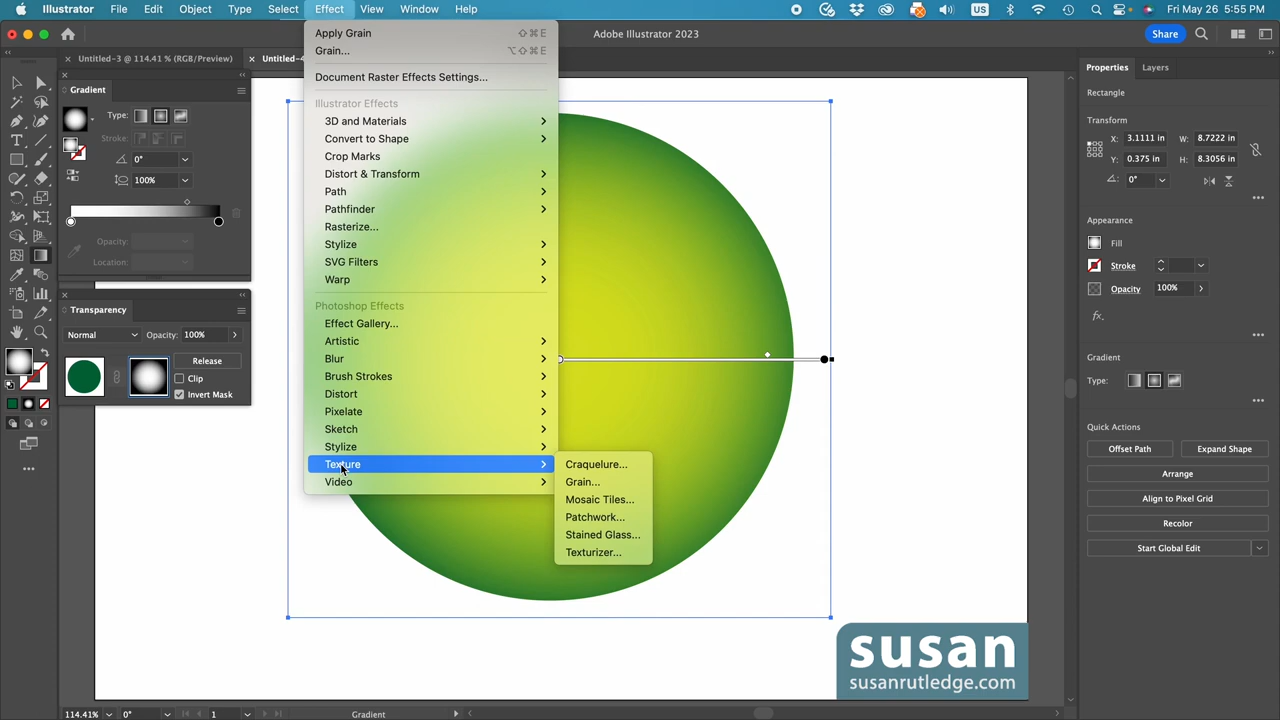 Illustrator File Edit Object Type Select Effect View Window Help
US Fri May 26 5:55 PM
Adobe Illustrator 2023
Share
Untitled-3 @ 114.41 % (RGB/Preview)
Untitled-4
Gradient
Type:
Stroke:
0°
100%
Opacity:
Location:
Transparency
Normal Opacity: 100%
Release
Clip
Invert Mask
Apply Grain ⇧⌘E
Grain... ⌥⇧⌘E
Document Raster Effects Settings...
Illustrator Effects
3D and Materials
Convert to Shape
Crop Marks
Distort & Transform
Path
Pathfinder
Rasterize...
Stylize
SVG Filters
Warp
Photoshop Effects
Effect Gallery...
Artistic
Blur
Brush Strokes
Distort
Pixelate
Sketch
Stylize
Texture
Video
Craquelure...
Grain...
Mosaic Tiles...
Patchwork...
Stained Glass...
Texturizer...
Properties Layers
Rectangle
Transform
X: 3.1111 in W: 8.7222 in
Y: 0.375 in H: 8.3056 in
0°
Appearance
Fill
Stroke
Opacity 100%
fx.
Gradient
Type:
Quick Actions
Offset Path Expand Shape
Arrange
Align to Pixel Grid
Recolor
Start Global Edit
susan
susanrutledge.com
114.41% 0° 1 Gradient